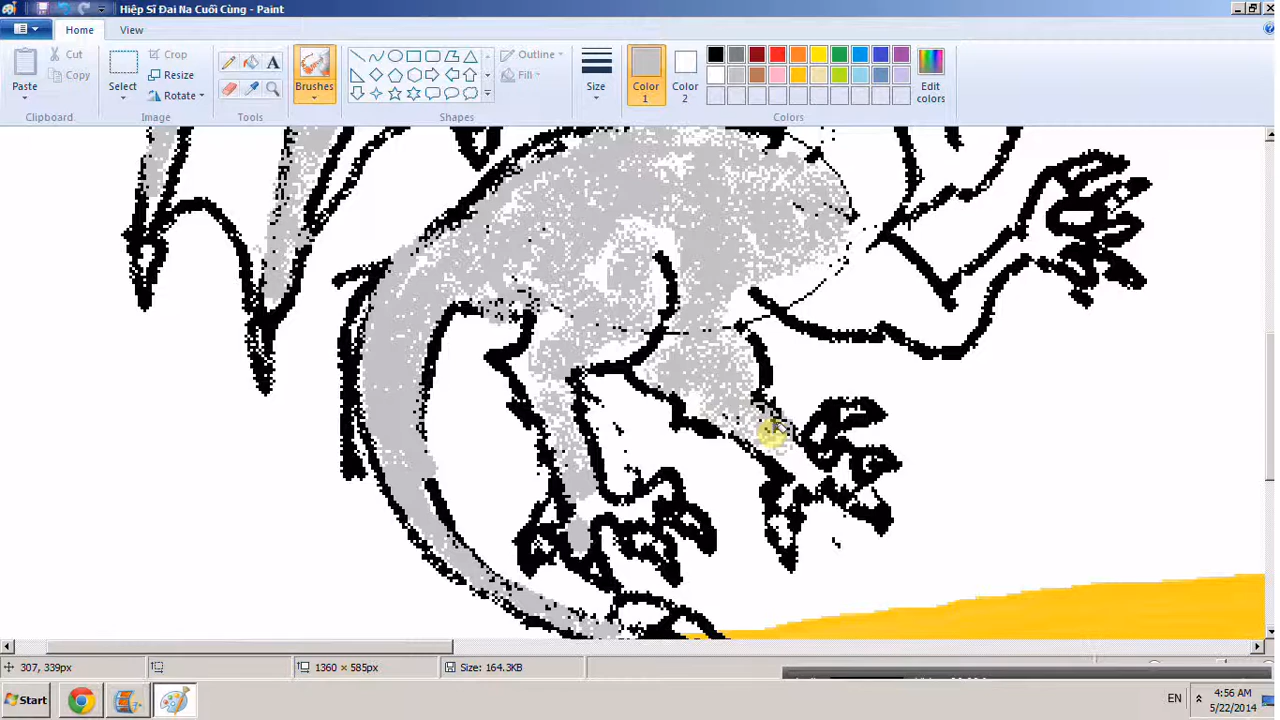 Hiệp Sĩ Đai Na Cuối Cùng - Paint
Home
View
Paste
Cut
Copy
Clipboard
Select
Crop
Resize
Rotate
Image
A
Tools
Brushes
Outline
Fill
Shapes
Size
Color
1
Color
2
Edit
colors
Colors
307, 339px
1360 × 585px
Size: 164.3KB
Start
EN
4:56 AM
5/22/2014